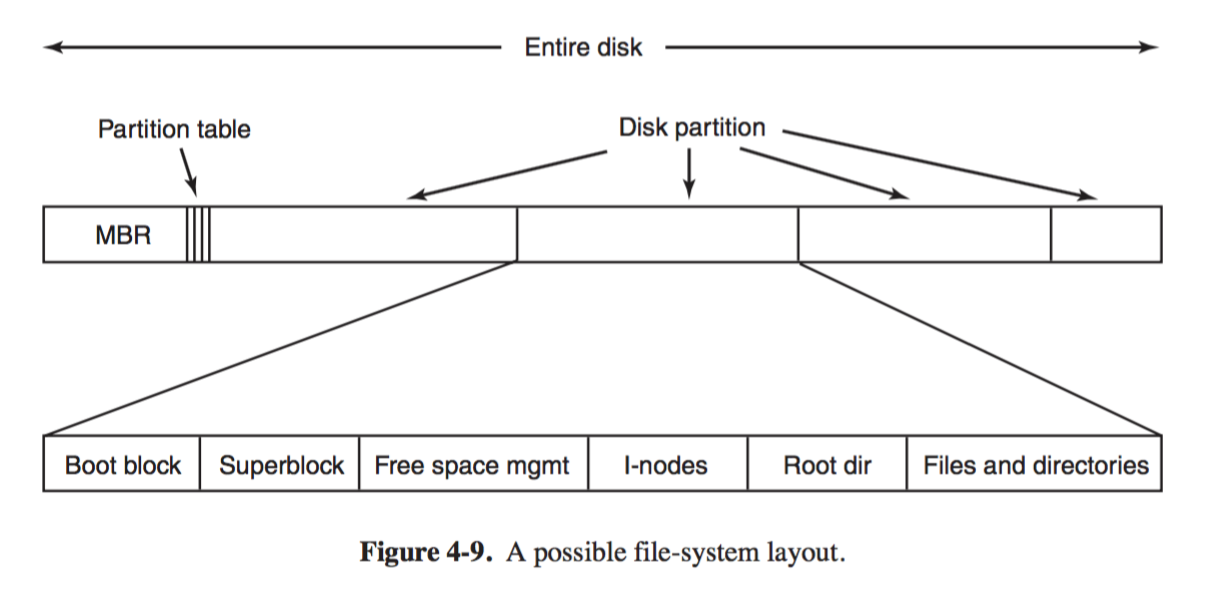 Entire disk
Partition table
Disk partition
MBR
Boot block
Superblock
Free space mgmt
I-nodes
Root dir
Files and directories
Figure 4-9. A possible file-system layout.